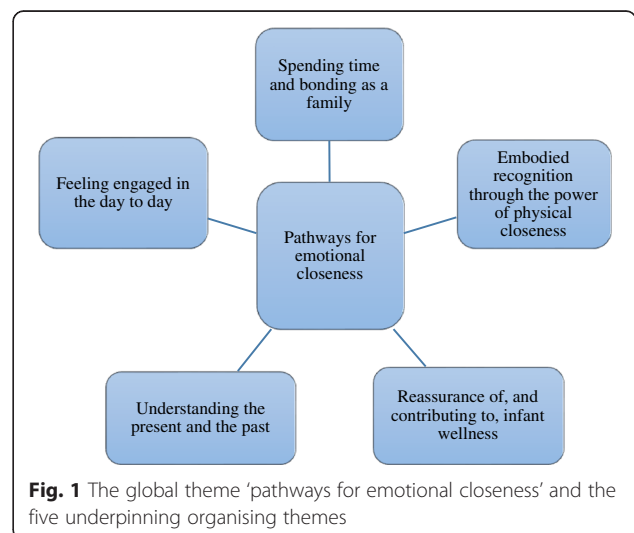 Spending time
and bonding as a
family
Feeling engaged in
the day to day
Embodied
recognition
through the power
of physical
closeness
Pathways for
emotional
closeness
Understanding the
present and the past
Reassurance of, and
contributing to, infant
wellness
Fig. 1 The global theme ‘pathways for emotional closeness’ and the
five underpinning organising themes